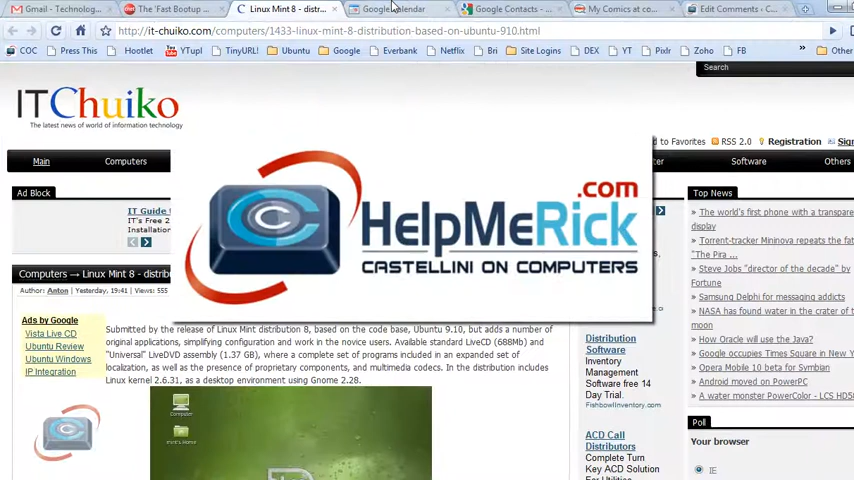 Gmail - Technolog...
The 'Fast Bootup ...
Linux Mint 8 - distr...
Google Calendar
Google Contacts - ...
My Comics at co...
Edit Comments ‹ C...
http://it-chuiko.com/computers/1433-linux-mint-8-distribution-based-on-ubuntu-910.html
COC
Press This
Hootlet
YTupl
TinyURL!
Ubuntu
Google
Everbank
Netflix
Bri
Site Logins
DEX
YT
Pixlr
Zoho
FB
»
Other
Search
ITChuiko
The latest news of world of information technology
d to Favorites
RSS 2.0
Registration
Sign
Main
Computers
Software
Others
Ad Block
IT Guide t
IT's Free 2
Installation
.com
HelpMeRick
CASTELLINI ON COMPUTERS
Top News
» The world's first phone with a transpare
display
» Torrent-tracker Mininova repeats the fat
"The Pira ...
» Steve Jobs "director of the decade" by
Fortune
» Samsung Delphi for messaging addicts
» NASA has found water in the crater of t
moon
» How Oracle will use the Java?
» Google occupies Times Square in New Y
» Opera Mobile 10 beta for Symbian
» Android moved on PowerPC
» A water monster PowerColor - LCS HD58
Computers → Linux Mint 8 - distrib
Author: Anton | Yesterday, 19:41 | Views: 555
Ads by Google
Vista Live CD
Ubuntu Review
Ubuntu Windows
IP Integration
Submitted by the release of Linux Mint distribution 8, based on the code base, Ubuntu 9.10, but adds a number of
original applications, simplifying configuration and work in the novice users. Available standard LiveCD (688Mb) and
"Universal" LiveDVD assembly (1.37 GB), where a complete set of programs included in an expanded set of
localization, as well as the presence of proprietary components, and multimedia codecs. In the distribution includes
Linux kernel 2.6.31, as a desktop environment using Gnome 2.28.
Computer
mint's Home
Distribution
Software
Inventory
Management
Software free 14
Day Trial.
FishbowlInventory.com
ACD Call
Distributors
Complete Turn
Key ACD Solution
Poll
Your browser
IE